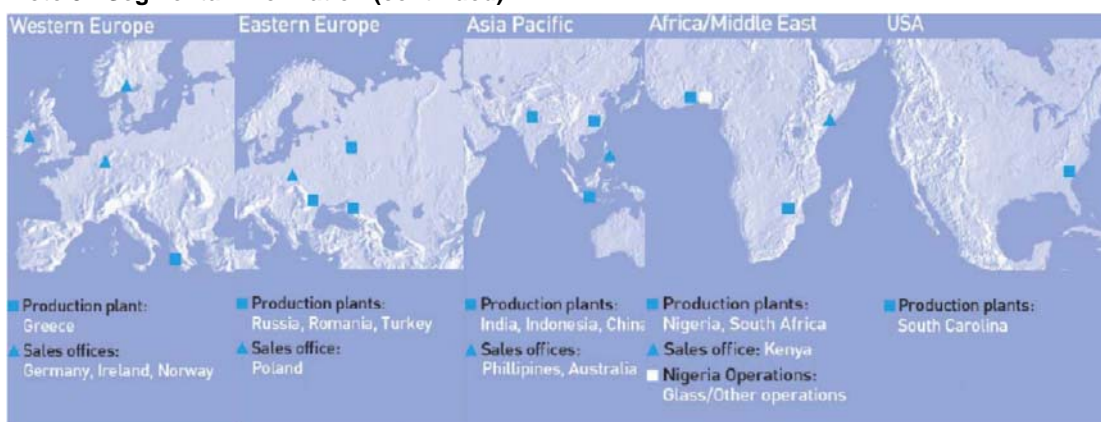 Western Europe
Eastern Europe
Asia Pacific
Africa/Middle East
USA
Production plant:
Greece
Sales offices:
Germany, Ireland, Norway
Production plants:
Russia, Romania, Turkey
Sales office:
Poland
Production plants:
India, Indonesia, China
Sales offices:
Phillipines, Australia
Production plants:
Nigeria, South Africa
Sales office: Kenya
Nigeria Operations:
Glass/Other operations
Production plants:
South Carolina